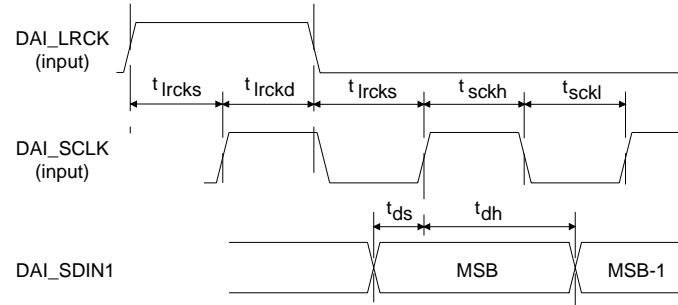 DAI_LRCK
(input)
t lrcks
t lrckd
t lrcks
t sckh
t sckl
DAI_SCLK
(input)
t ds
t dh
DAI_SDIN1
MSB
MSB-1